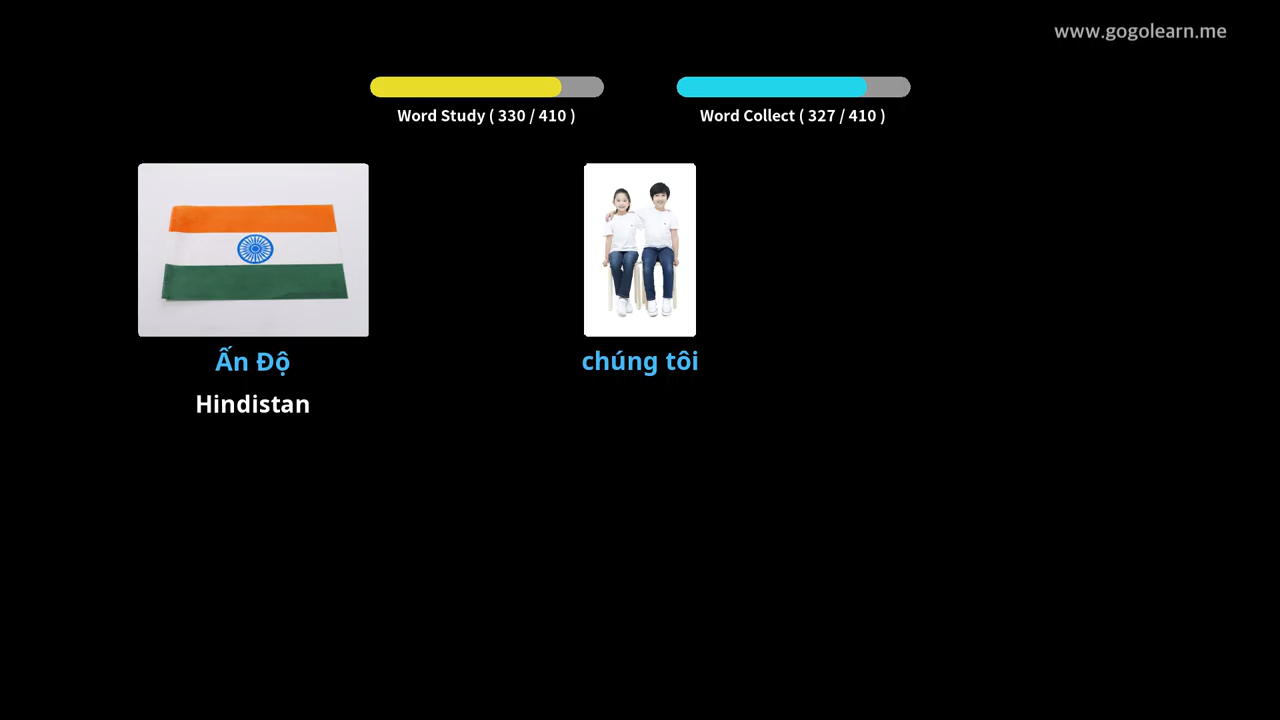 www.gogolearn.me
Word Study ( 330 / 410 )
Word Collect ( 327 / 410 )
Ấn Độ
Hindistan
chúng tôi